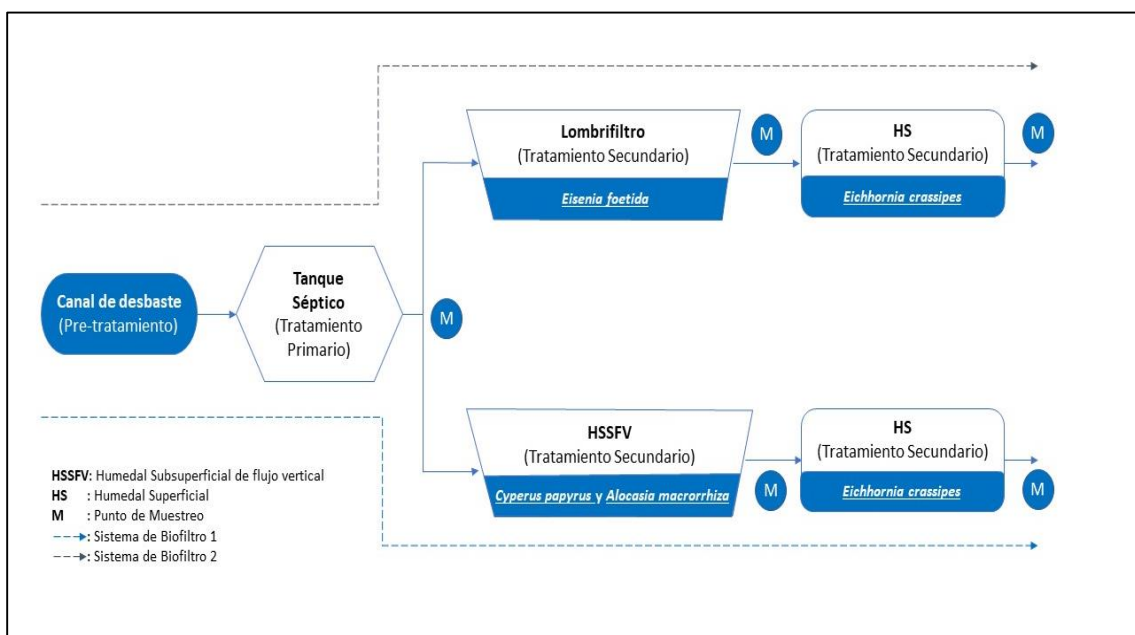 Lombrifiltro
(Tratamiento Secundario)
Eisenia foetida
M
HS
(Tratamiento Secundario)
Eichhornia crassipes
M
Canal de desbaste
(Pre-tratamiento)
Tanque
Séptico
(Tratamiento
Primario)
M
HSSFV
(Tratamiento Secundario)
Cyperus papyrus y Alocasia macrorrhiza
M
HS
(Tratamiento Secundario)
Eichhornia crassipes
M
HSSFV: Humedal Subsuperficial de flujo vertical
HS : Humedal Superficial
M : Punto de Muestreo
: Sistema de Biofiltro 1
: Sistema de Biofiltro 2